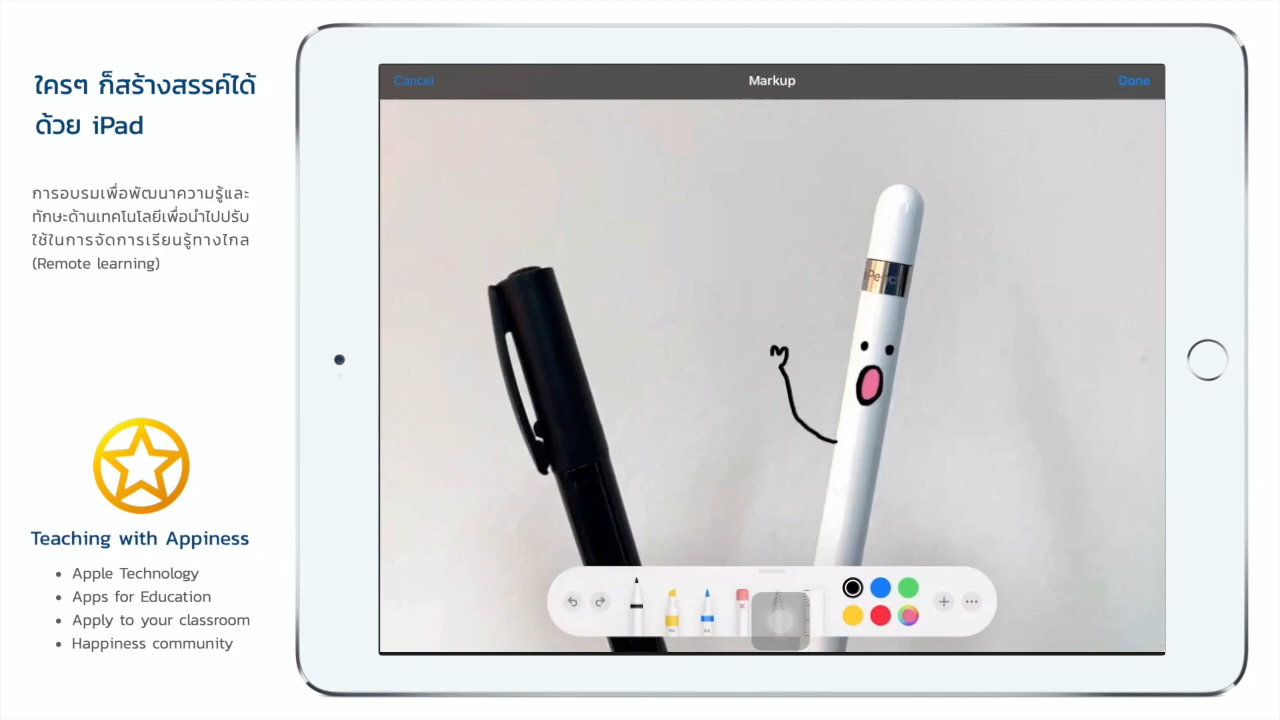 ใครๆ ก็สร้างสรรค์ได้
ด้วย iPad
การอบรมเพื่อพัฒนาความรู้และ
ทักษะด้านเทคโนโลยีเพื่อนำไปปรับ
ใช้ในการจัดการเรียนรู้ทางไกล
(Remote learning)
Teaching with Appiness
• Apple Technology
• Apps for Education
• Apply to your classroom
• Happiness community
Cancel
Markup
Done